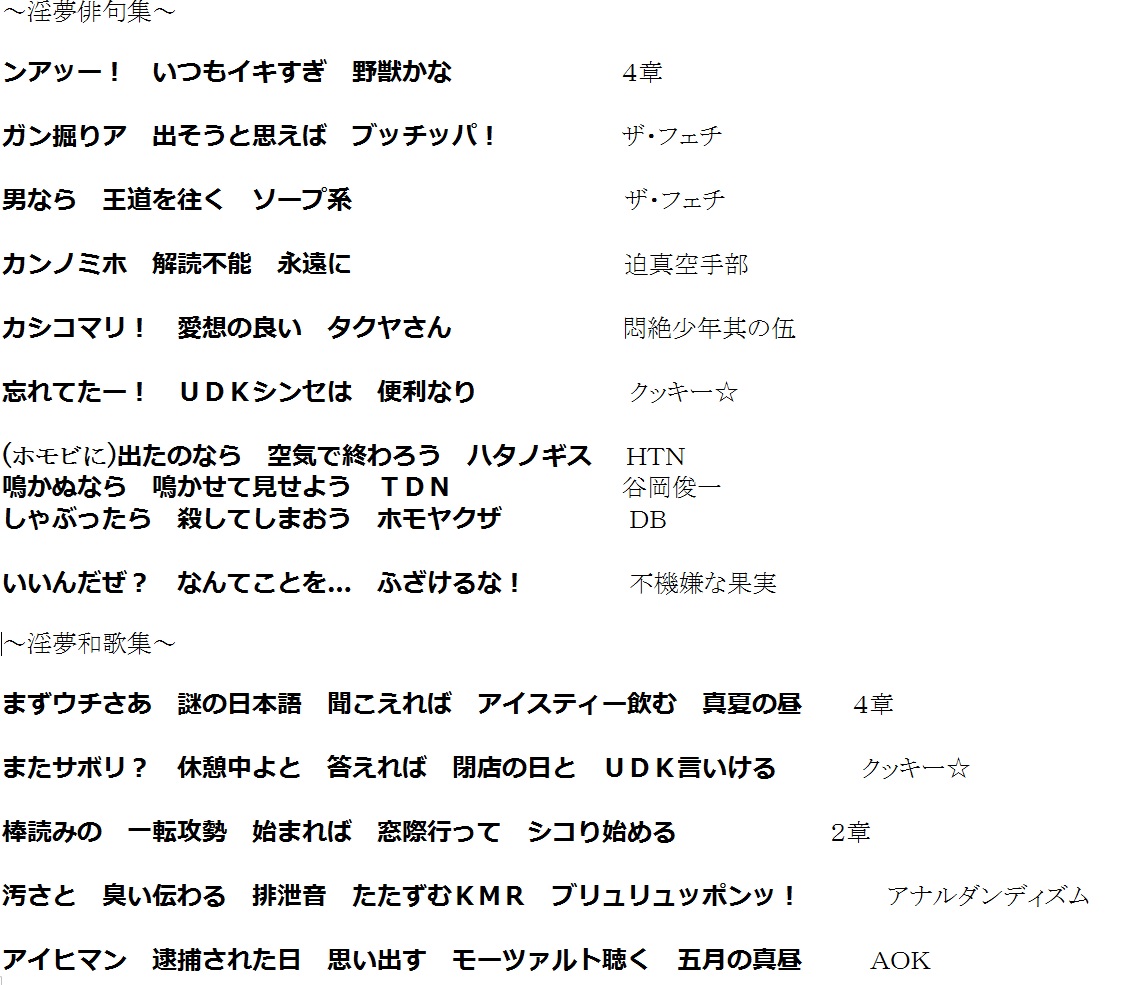 ～淫夢俳句集～
ンアッー！　いつもイキすぎ　野獣かな　4章
ガン掘りア　出そうと思えば　ブッチッパ！　ザ・フェチ
男なら　王道を往く　ソープ系　ザ・フェチ
カンノミホ　解読不能　永遠に　迫真空手部
カシコマリ！　愛想の良い　タクヤさん　悶絶少年其の伍
忘れてたー！　ＵＤＫシンセは　便利なり　クッキー☆
(ホモビに)出たのなら　空気で終わろう　ハタノギス　HTN
鳴かぬなら　鳴かせて見せよう　ＴＤＮ　谷岡俊一
しゃぶったら　殺してしまおう　ホモヤクザ　DB
いいんだぜ？　なんてことを…　ふざけるな！　不機嫌な果実
～淫夢和歌集～
まずウチさあ　謎の日本語　聞こえれば　アイスティー飲む　真夏の昼　4章
またサボリ？　休憩中よと　答えれば　閉店の日と　ＵＤＫ言いける　クッキー☆
棒読みの　一転攻勢　始まれば　窓際行って　シコり始める　2章
汚さと　臭い伝わる　排泄音　たたずむＫＭＲ　ブリュリュッポンッ！　アナルダンディズム
アイヒマン　逮捕された日　思い出す　モーツァルト聴く　五月の真昼　AOK